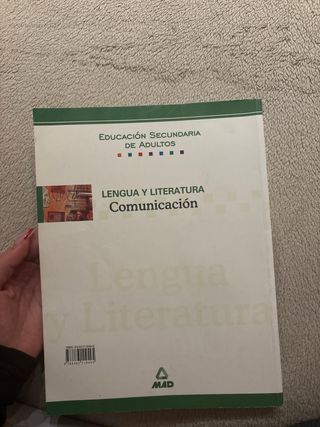 EDUCACIÓN SECUNDARIA
DE ADULTOS
LENGUA Y LITERATURA
Comunicación
Lengua
y Literatura
MAD